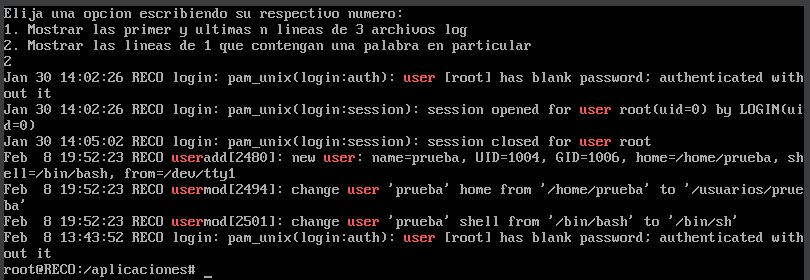 Elija una opcion escribiendo su respectivo numero:
1. Mostrar las primer y ultimas n lineas de 3 archivos log
2. Mostrar las lineas de 1 que contengan una palabra en particular
2
Jan 30 14:02:26 RECO login: pam_unix(login:auth): user [root] has blank password; authenticated with
out it
Jan 30 14:02:26 RECO login: pam_unix(login:session): session opened for user root(uid=0) by LOGIN(ui
d=0)
Jan 30 14:05:02 RECO login: pam_unix(login:session): session closed for user root
Feb  8 19:52:23 RECO useradd[2480]: new user: name=prueba, UID=1004, GID=1006, home=/home/prueba, sh
ell=/bin/bash, from=/dev/tty1
Feb  8 19:52:23 RECO usermod[2494]: change user 'prueba' home from '/home/prueba' to '/usuarios/prue
ba'
Feb  8 19:52:23 RECO usermod[2501]: change user 'prueba' shell from '/bin/bash' to '/bin/sh'
Feb  8 13:43:52 RECO login: pam_unix(login:auth): user [root] has blank password; authenticated with
out it
root@RECO:/aplicaciones# _